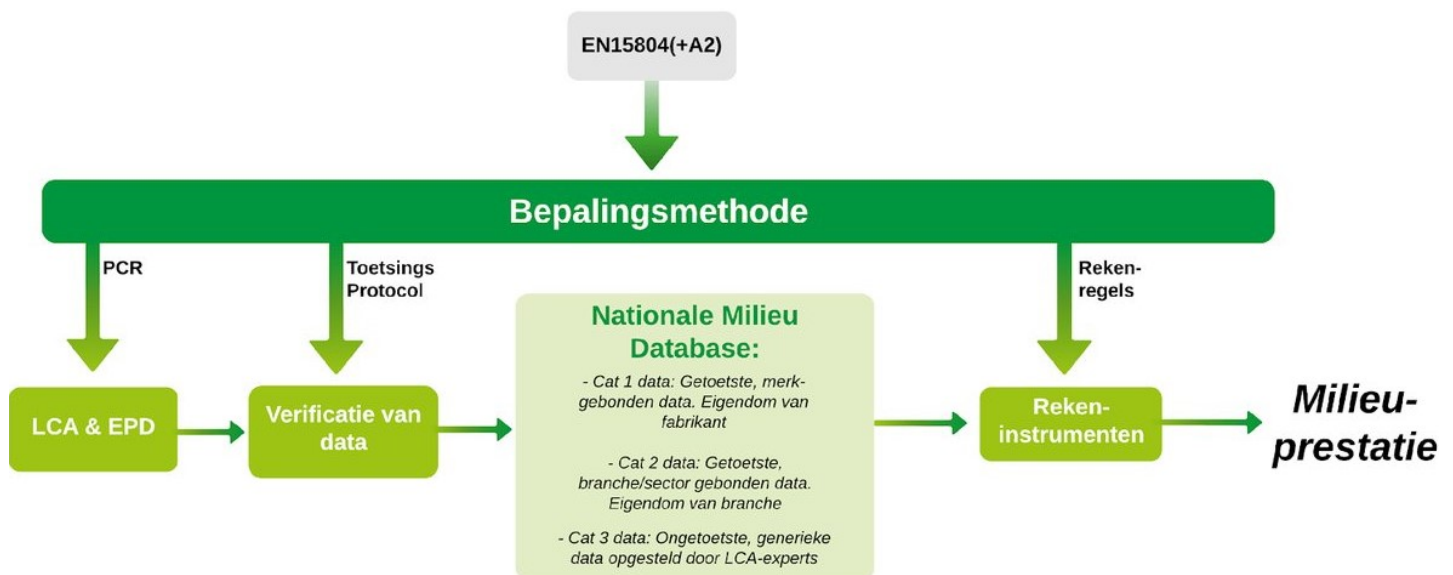 EN15804(+A2)
Bepalingsmethode
PCR
Toetsings
Protocol
Reken-
regels
LCA & EPD
Verificatie van
data
Nationale Milieu
Database:
- Cat 1 data: Getoetste, merk-
gebonden data. Eigendom van
fabrikant
- Cat 2 data: Getoetste,
branche/sector gebonden data.
Eigendom van branche
- Cat 3 data: Ongetoetste, generieke
data opgesteld door LCA-experts
Reken-
instrumenten
Milieu-
prestatie